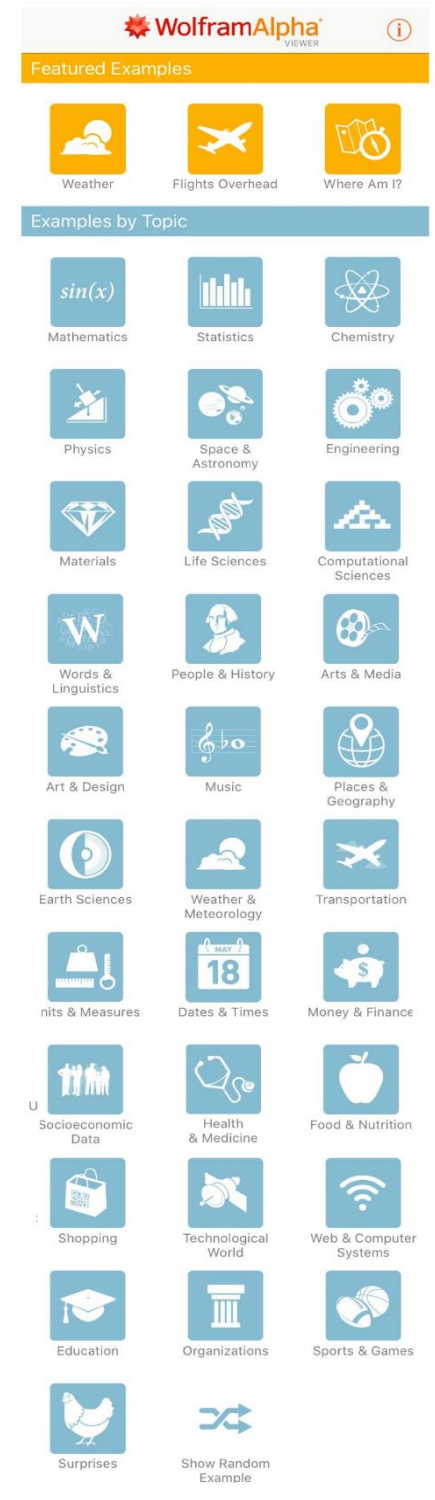 WolframAlpha
VIEWER
i
Featured Examples
Weather Flights Overhead Where Am I?
Examples by Topic
sin(x)
Mathematics Statistics Chemistry
Physics Space & Engineering
Astronomy
Materials Life Sciences Computational
Sciences
W
Words & People & History Arts & Media
Linguistics
Art & Design Music Places &
Geography
Earth Sciences Weather & Transportation
Meteorology
MAY
18
$
nits & Measures Dates & Times Money & Finance
U
Socioeconomic Health Food & Nutrition
Data & Medicine
Shopping Technological Web & Computer
World Systems
Education Organizations Sports & Games
Surprises Show Random
Example